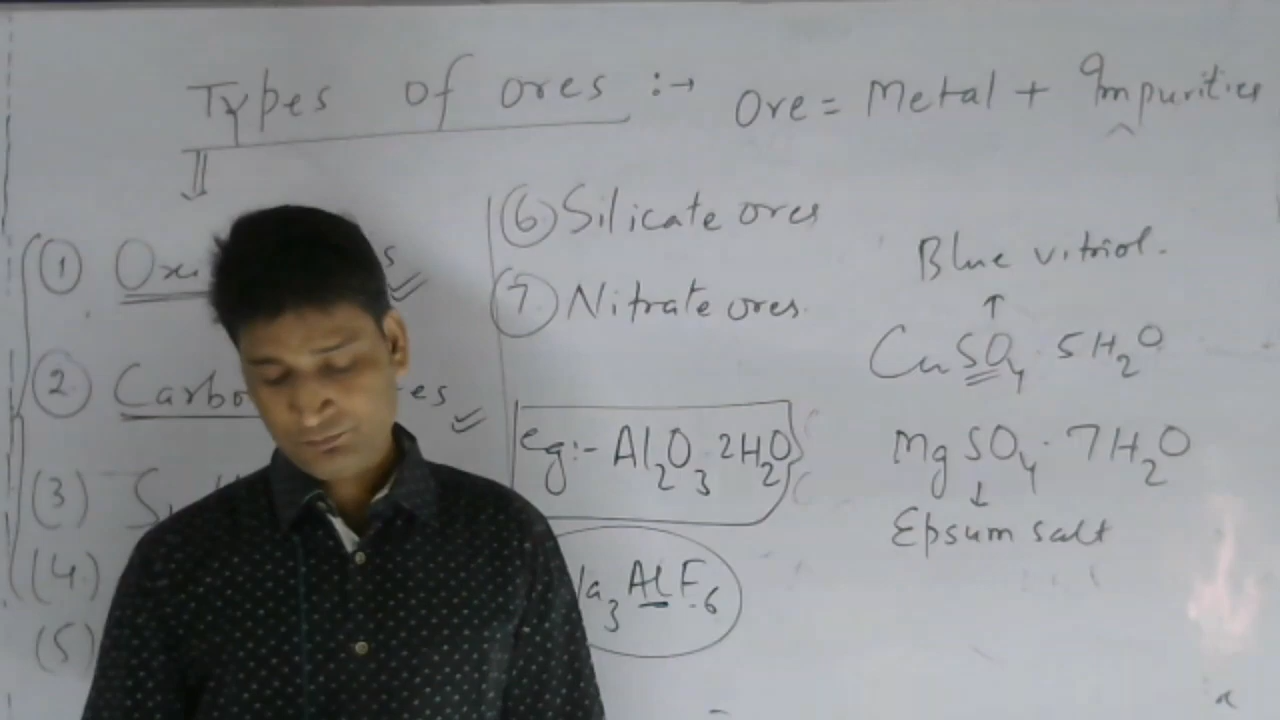 Types of ores :→ Ore = Metal + Impurities
① Ox
② Carbo es
(3) S
(4)
(5)
⑥ Silicate ores
⑦ Nitrate ores.
eg:- Al₂O₃ 2H₂O
a₃AlF₆
Blue vitriol.
↑
CuSO₄ 5H₂O
MgSO₄·7H₂O
↓
Epsum salt